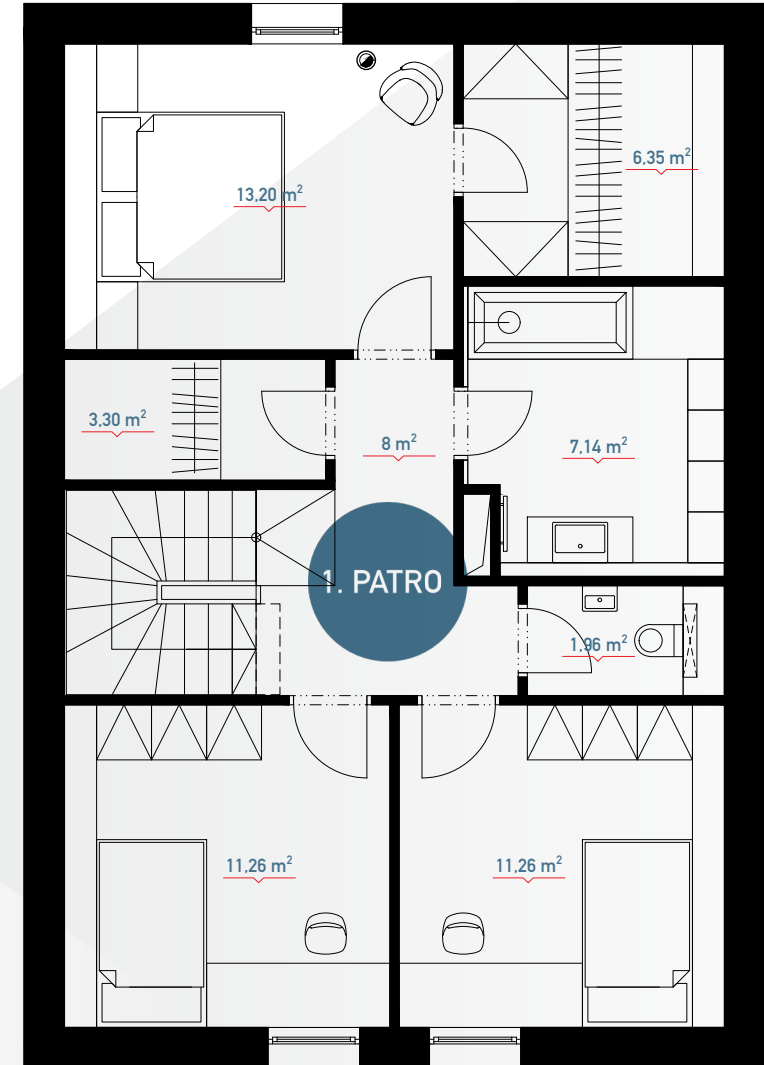 13,20 m²
6,35 m²
3,30 m²
8 m²
7,14 m²
1. PATRO
1,96 m²
11,26 m²
11,26 m²